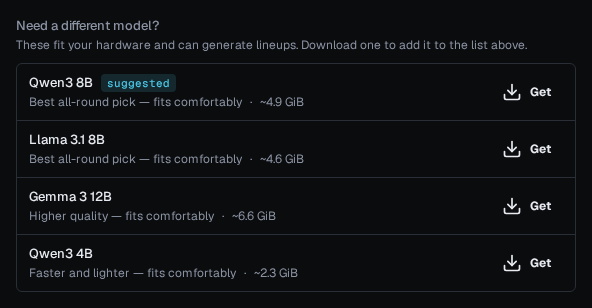 Need a different model?
These fit your hardware and can generate lineups. Download one to add it to the list above.
Qwen3 8B suggested
Best all-round pick — fits comfortably · ~4.9 GiB
Get
Llama 3.1 8B
Best all-round pick — fits comfortably · ~4.6 GiB
Get
Gemma 3 12B
Higher quality — fits comfortably · ~6.6 GiB
Get
Qwen3 4B
Faster and lighter — fits comfortably · ~2.3 GiB
Get